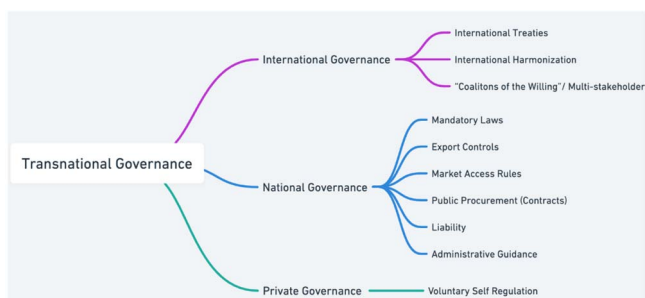 Transnational Governance
International Governance
International Treaties
International Harmonization
"Coalitons of the Willing"/ Multi-stakeholder
National Governance
Mandatory Laws
Export Controls
Market Access Rules
Public Procurement (Contracts)
Liability
Administrative Guidance
Private Governance
Voluntary Self Regulation